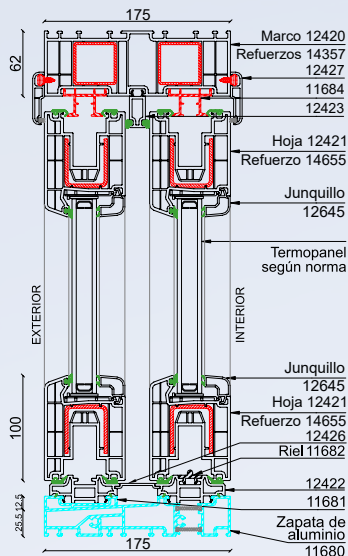 175
62
Marco 12420
Refuerzos 14357
12427
11684
12423
Hoja 12421
Refuerzo 14655
Junquillo
12645
Termopanel
según norma
EXTERIOR
INTERIOR
Junquillo
12645
Hoja 12421
Refuerzo 14655
12426
Riel 11682
100
12422
11681
25.5 12.5
Zapata de
aluminio
11680
175